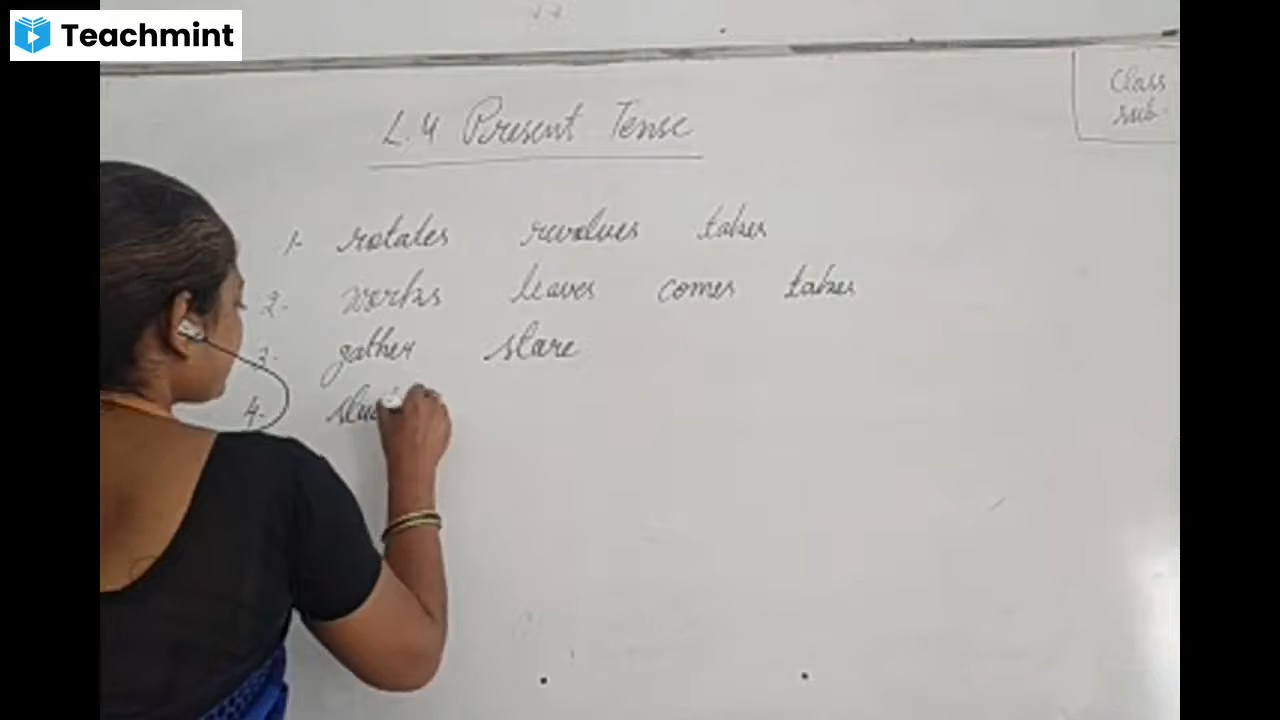 Teachmint
Class
sub-
L.4 Present Tense
1- rotates revolves takes
2- works leaves comes takes
3- gather stare
4-